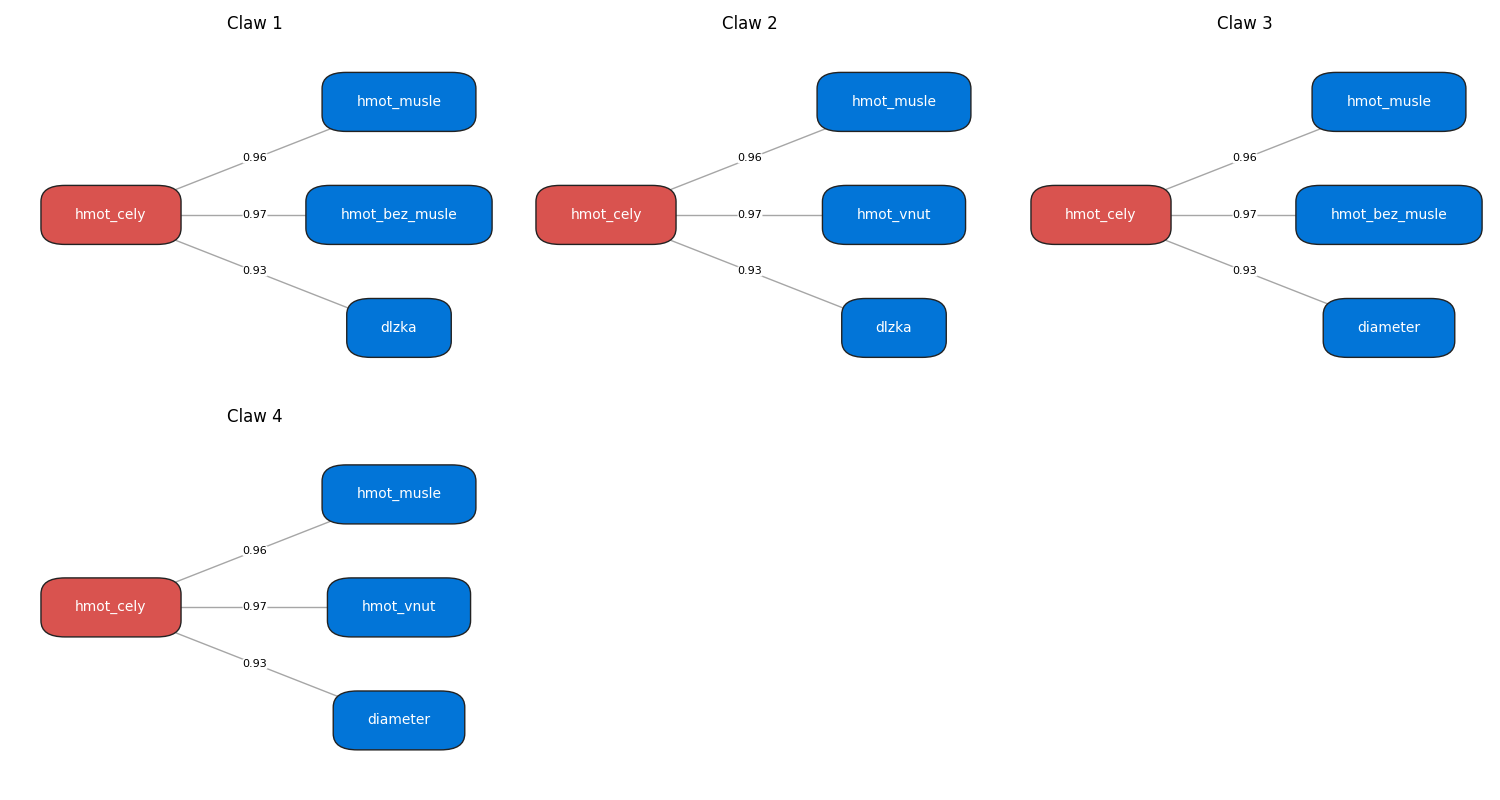 Claw 1
hmot_cely
hmot_musle
0.96
hmot_bez_musle
0.97
dlzka
0.93
Claw 2
hmot_cely
hmot_musle
0.96
hmot_vnut
0.97
dlzka
0.93
Claw 3
hmot_cely
hmot_musle
0.96
hmot_bez_musle
0.97
diameter
0.93
Claw 4
hmot_cely
hmot_musle
0.96
hmot_vnut
0.97
diameter
0.93